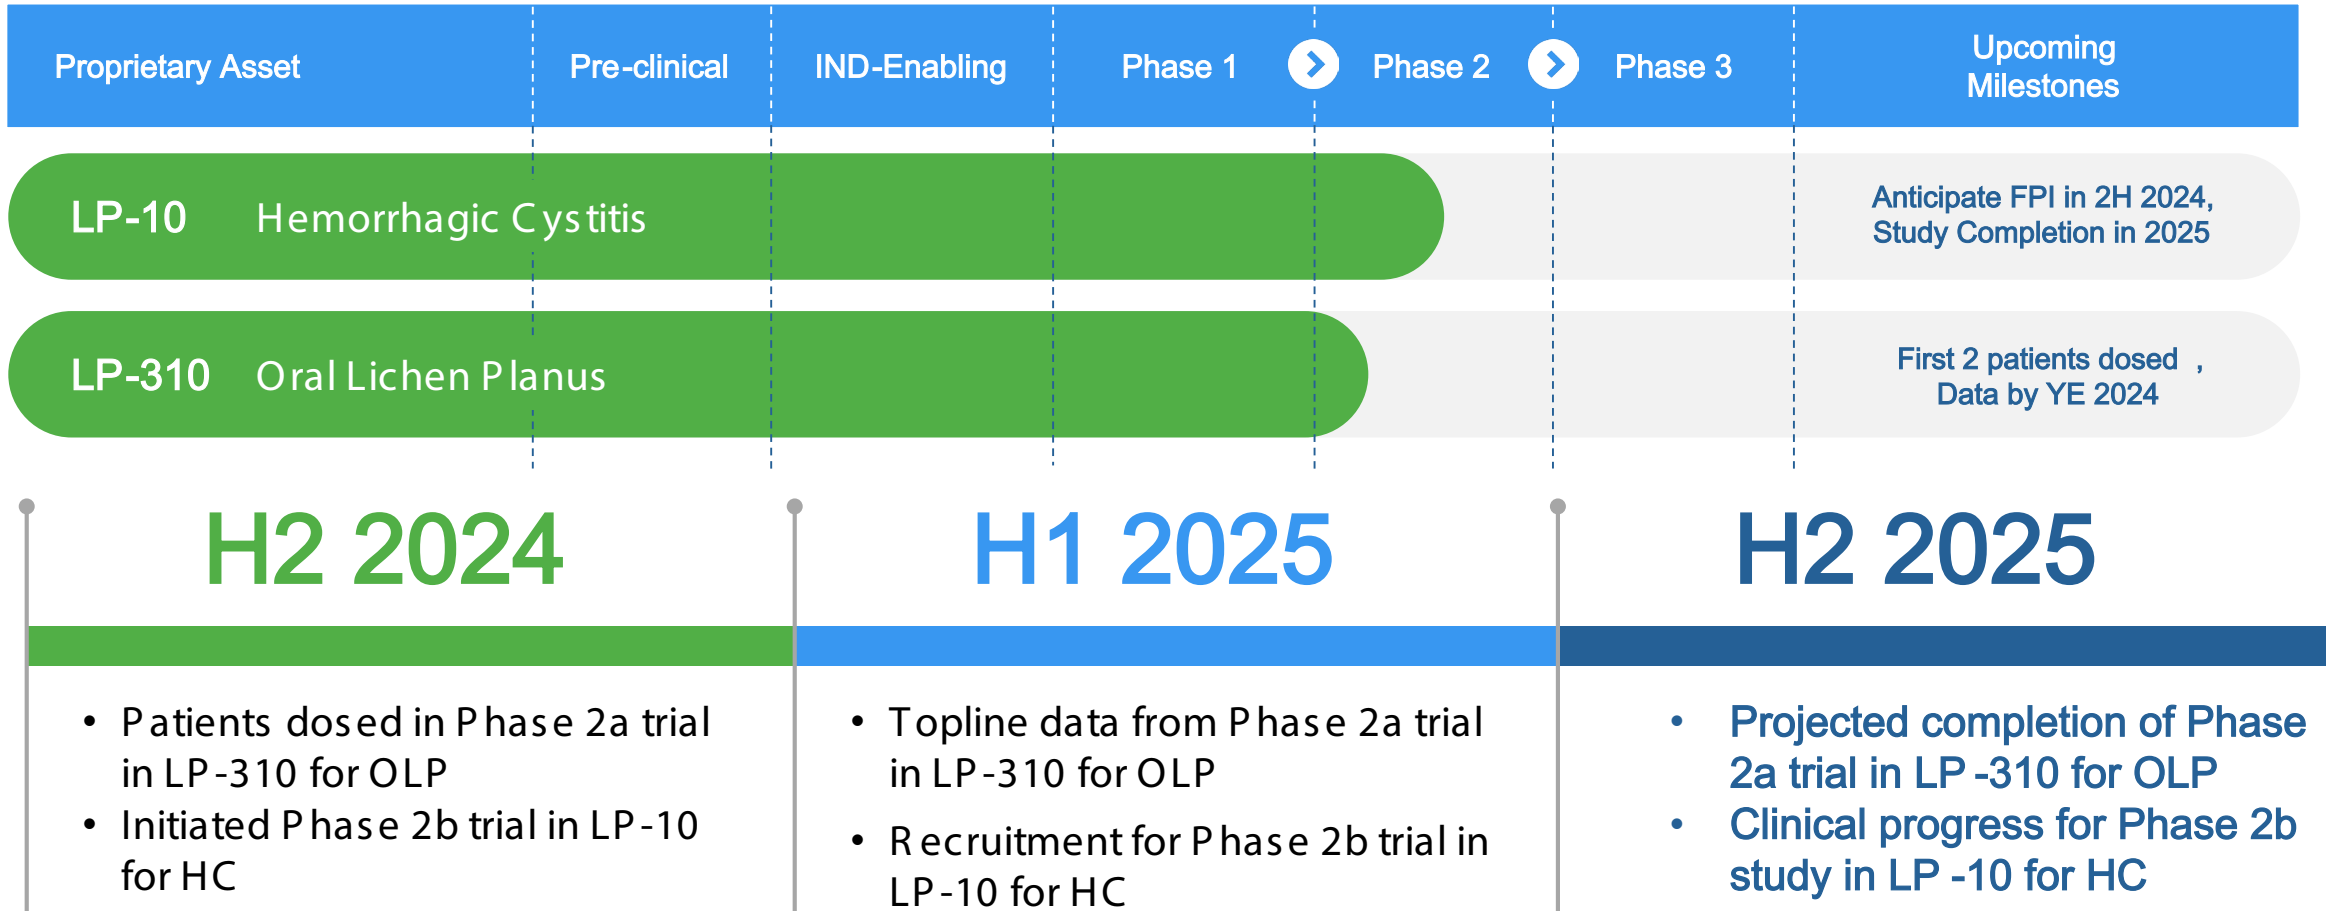 Proprietary Asset
Pre-clinical
IND-Enabling
Phase 1
Phase 2
Phase 3
Upcoming
Milestones
LP-10 Hemorrhagic Cystitis
Anticipate FPI in 2H 2024,
Study Completion in 2025
LP-310 Oral Lichen Planus
First 2 patients dosed ,
Data by YE 2024
H2 2024
• Patients dosed in Phase 2a trial
in LP-310 for OLP
• Initiated Phase 2b trial in LP-10
for HC
H1 2025
• Topline data from Phase 2a trial
in LP-310 for OLP
• Recruitment for Phase 2b trial in
LP-10 for HC
H2 2025
• Projected completion of Phase
2a trial in LP -310 for OLP
• Clinical progress for Phase 2b
study in LP -10 for HC